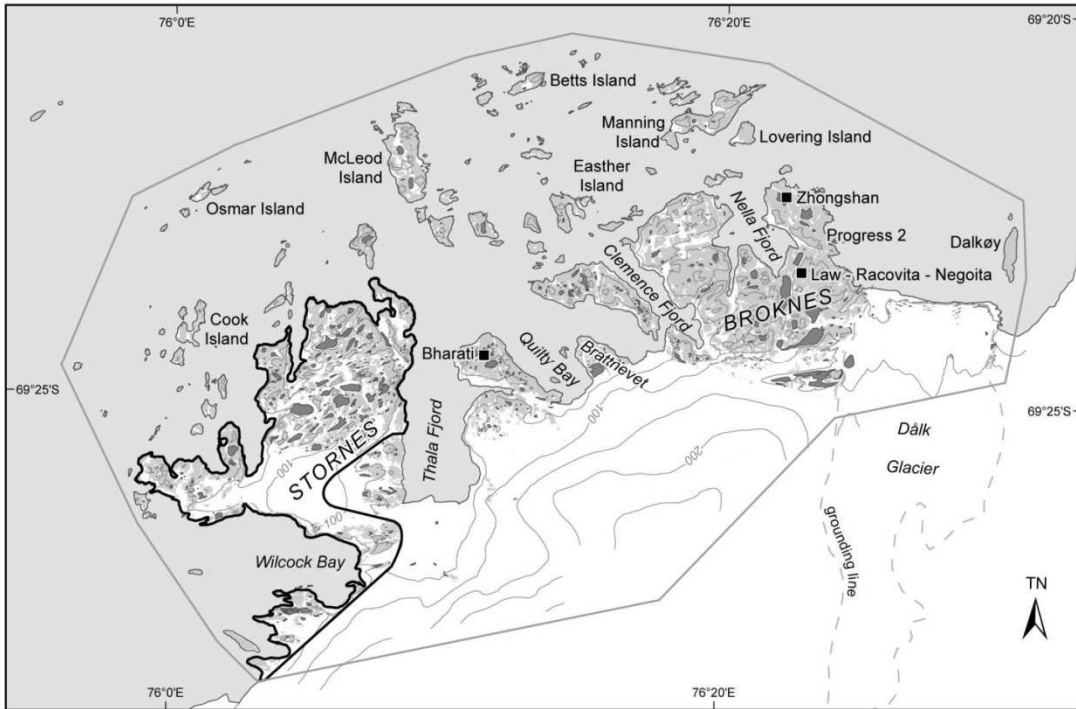 76°0'E
76°20'E
69°20'S
Betts Island
Manning
Island
Lovering Island
McLeod
Island
Easther
Island
Osmar Island
Zhongshan
Nella Fjord
Progress 2
Dalkøy
Law - Racovita - Negoita
Clemence Fjord
BROKNES
Cook
Island
Bharati
Quilty Bay
Brattnevet
69°25'S
100
69°25'S
Thala Fjord
STORNES
100
200
Dålk
Glacier
100
Wilcock Bay
grounding line
TN
76°0'E
76°20'E